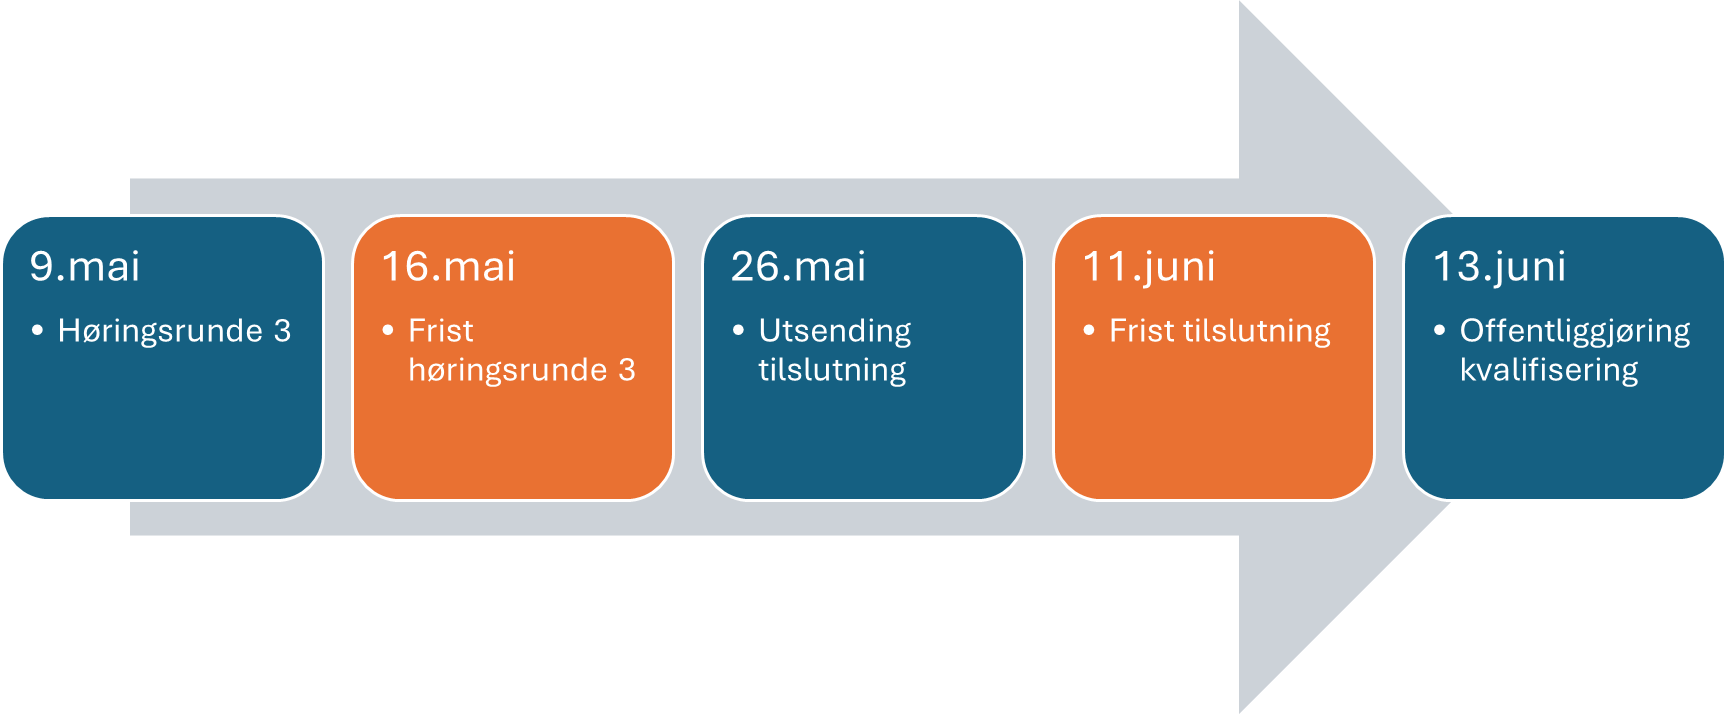 9.mai
• Høringsrunde 3
16.mai
• Frist
høringsrunde 3
26.mai
• Utsending
tilslutning
11.juni
• Frist tilslutning
13.juni
• Offentliggjøring
kvalifisering